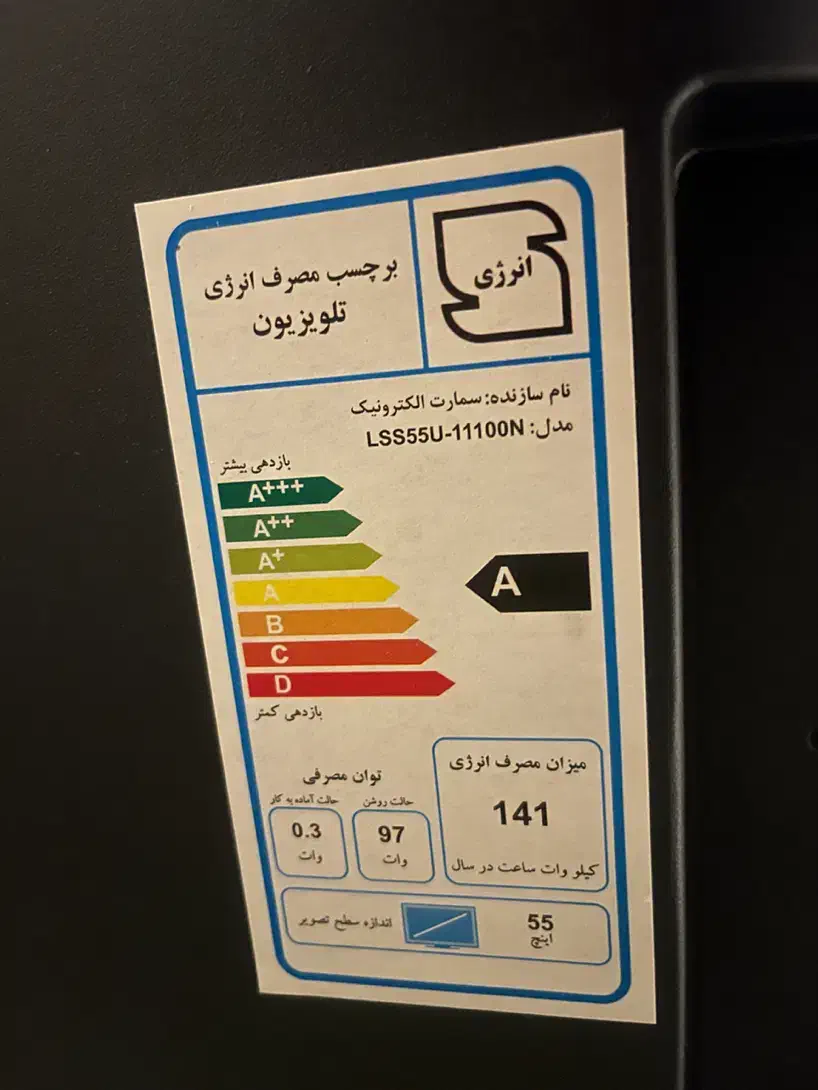 انرژی
برچسب مصرف انرژی
تلویزیون
نام سازنده: سمارت الکترونیک
مدل: LSS55U-11100N
بازدهی بیشتر
A+++
A++
A+
A
B
C
D
بازدهی کمتر
A
میزان مصرف انرژی
141
کیلو وات ساعت در سال
توان مصرفی
حالت روشن
97
وات
حالت آماده به کار
0.3
وات
55
اینچ
اندازه سطح تصویر